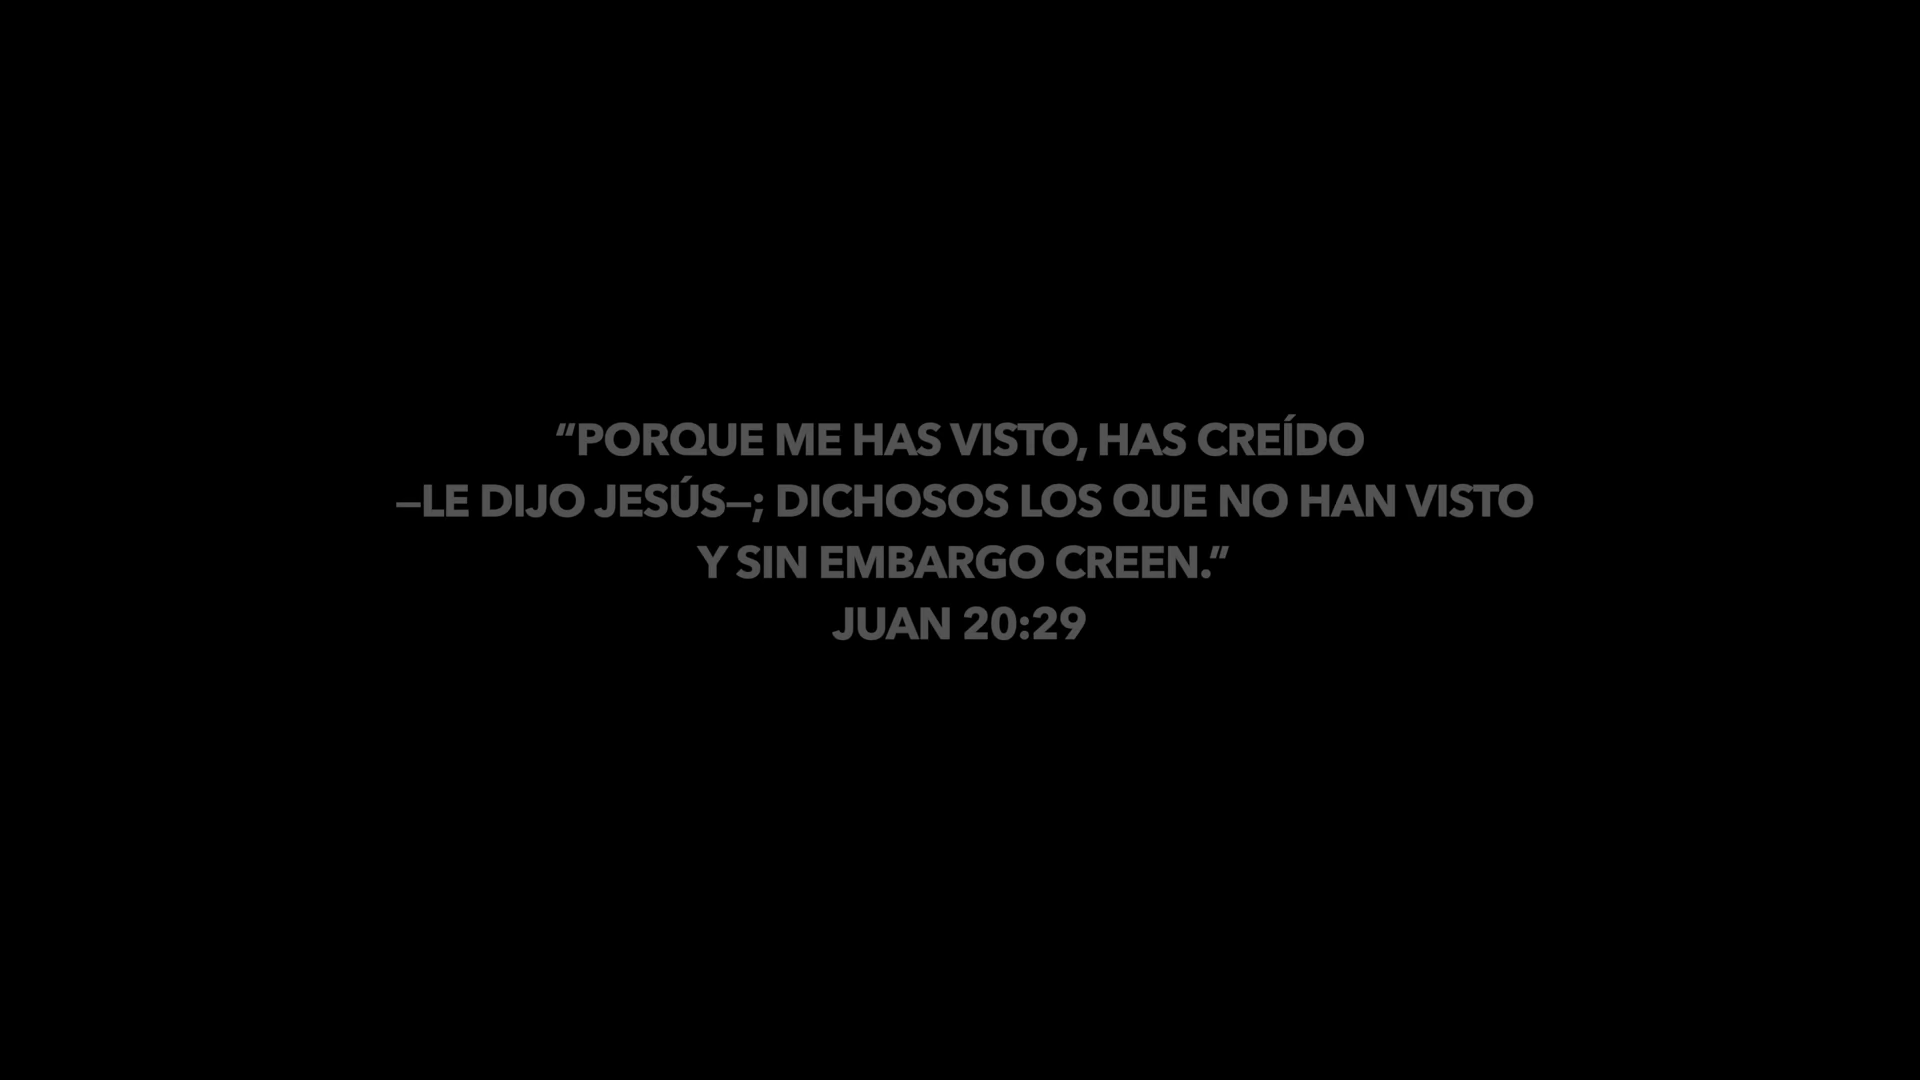 “PORQUE ME HAS VISTO, HAS CREÍDO
–LE DIJO JESÚS–; DICHOSOS LOS QUE NO HAN VISTO
Y SIN EMBARGO CREEN.”
JUAN 20:29